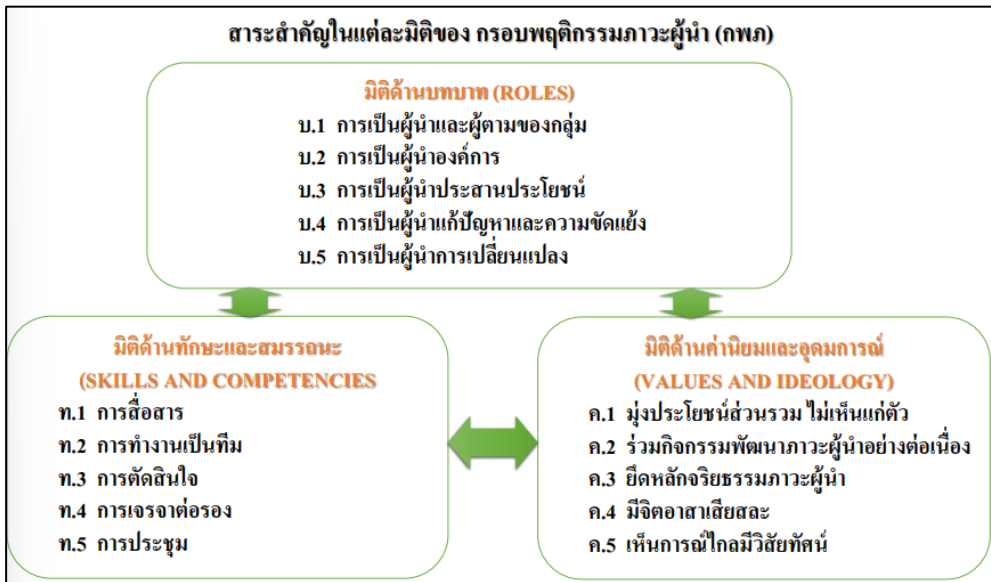 สาระสำคัญในแต่ละมิติของ กรอบพฤติกรรมภาวะผู้นำ (กพภ)
มิติด้านบทบาท (ROLES)
บ.1 การเป็นผู้นำและผู้ตามของกลุ่ม
บ.2 การเป็นผู้นำองค์การ
บ.3 การเป็นผู้นำประสานประโยชน์
บ.4 การเป็นผู้นำแก้ปัญหาและความขัดแย้ง
บ.5 การเป็นผู้นำการเปลี่ยนแปลง
มิติด้านทักษะและสมรรถนะ
(SKILLS AND COMPETENCIES
ท.1 การสื่อสาร
ท.2 การทำงานเป็นทีม
ท.3 การตัดสินใจ
ท.4 การเจรจาต่อรอง
ท.5 การประชุม
มิติด้านค่านิยมและอุดมการณ์
(VALUES AND IDEOLOGY)
ค.1 มุ่งประโยชน์ส่วนรวม ไม่เห็นแก่ตัว
ค.2 ร่วมกิจกรรมพัฒนาภาวะผู้นำอย่างต่อเนื่อง
ค.3 ยึดหลักจริยธรรมภาวะผู้นำ
ค.4 มีจิตอาสาเสียสละ
ค.5 เห็นการณ์ไกลมีวิสัยทัศน์